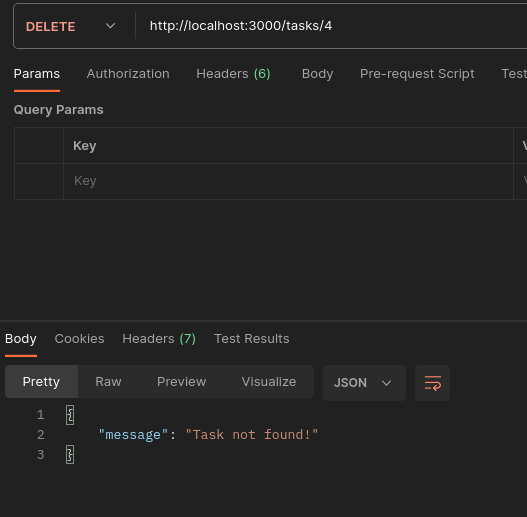 DELETE http://localhost:3000/tasks/4
Params Authorization Headers (6) Body Pre-request Script Test
Query Params
Key V
Key V
Body Cookies Headers (7) Test Results
Pretty Raw Preview Visualize JSON
1 {
2 "message": "Task not found!"
3 }